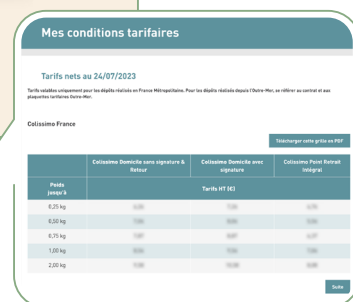 Mes conditions tarifaires
Tarifs nets au 24/07/2023
Tarifs valables uniquement pour les dépôts réalisés en France Métropolitaine. Pour les dépôts réalisés depuis l'Outre-Mer, se référer au contrat et aux
plaquettes tarifaires Outre-Mer.
Colissimo France
Télécharger cette grille en PDF
Colissimo Domicile sans signature & Retour
Colissimo Domicile avec signature
Colissimo Point Retrait Intégral
Poids jusqu'à
Tarifs HT (€)
0,25 kg
0,50 kg
0,75 kg
1,00 kg
2,00 kg
Suite